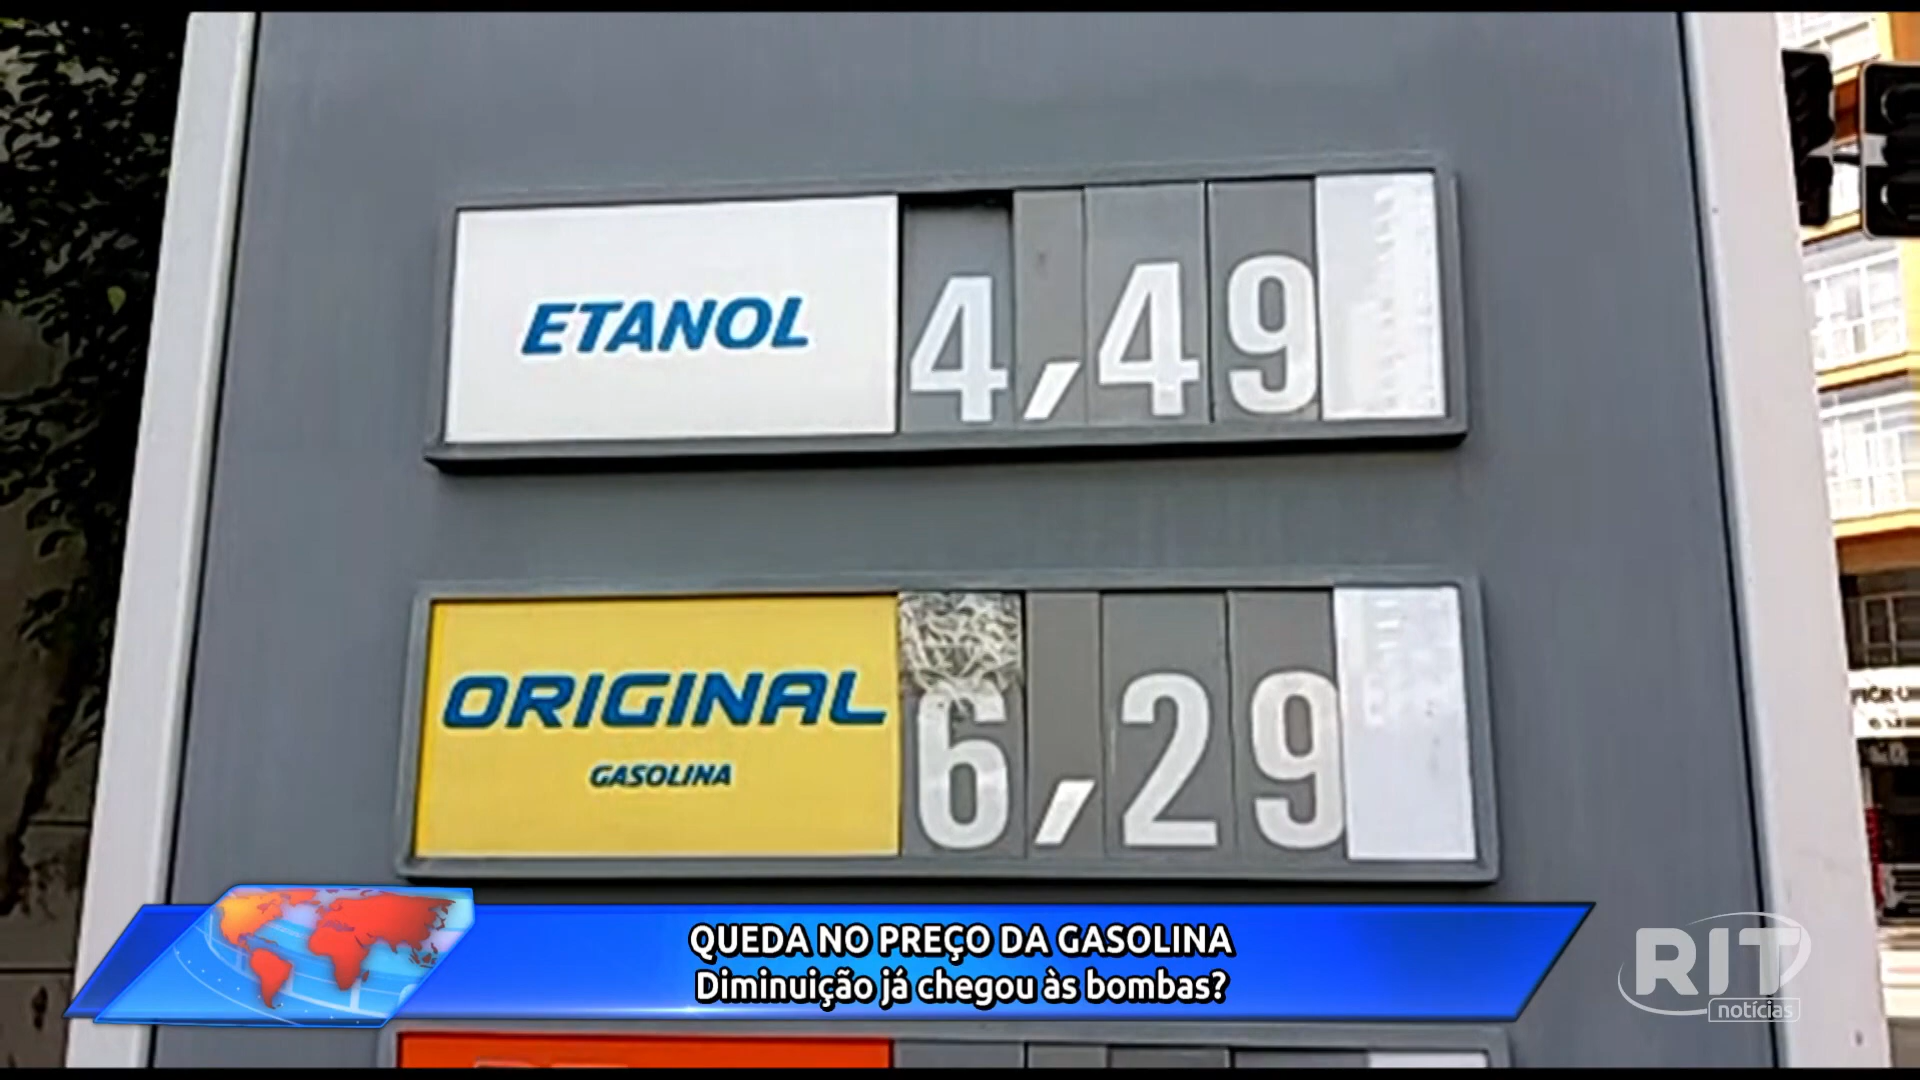 ETANOL 4,49
ORIGINAL
GASOLINA
6,29
QUEDA NO PREÇO DA GASOLINA
Diminuição já chegou às bombas?
RIT
notícias